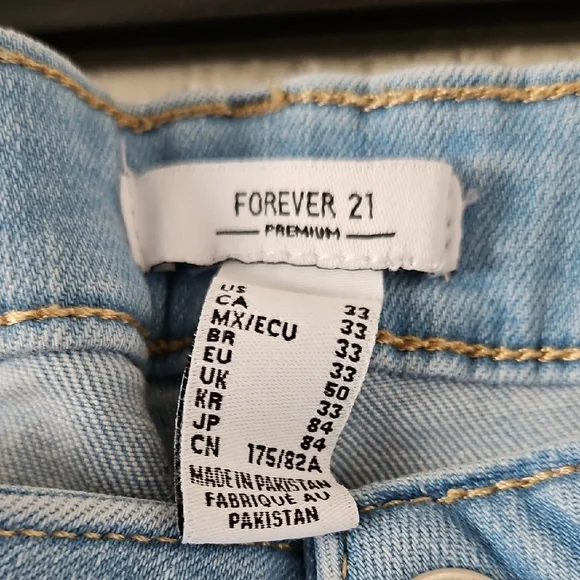 FOREVER 21
PREMIUM
US 33
CA 33
MX/ECU 33
BR 33
EU 50
UK 33
KR 84
JP 84
CN 175/82A
MADE IN PAKISTAN
FABRIQUÉ AU
PAKISTAN